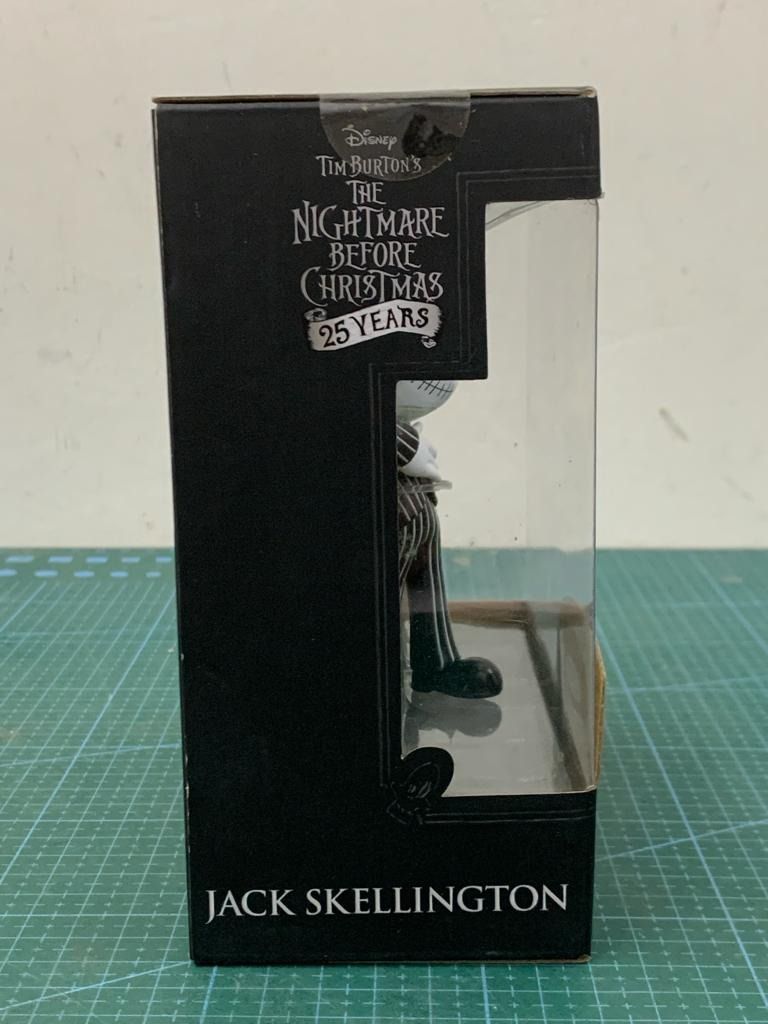 Disney
TIM BURTON'S
THE
NIGHTMARE
BEFORE
CHRISTMAS
25 YEARS
JACK SKELLINGTON